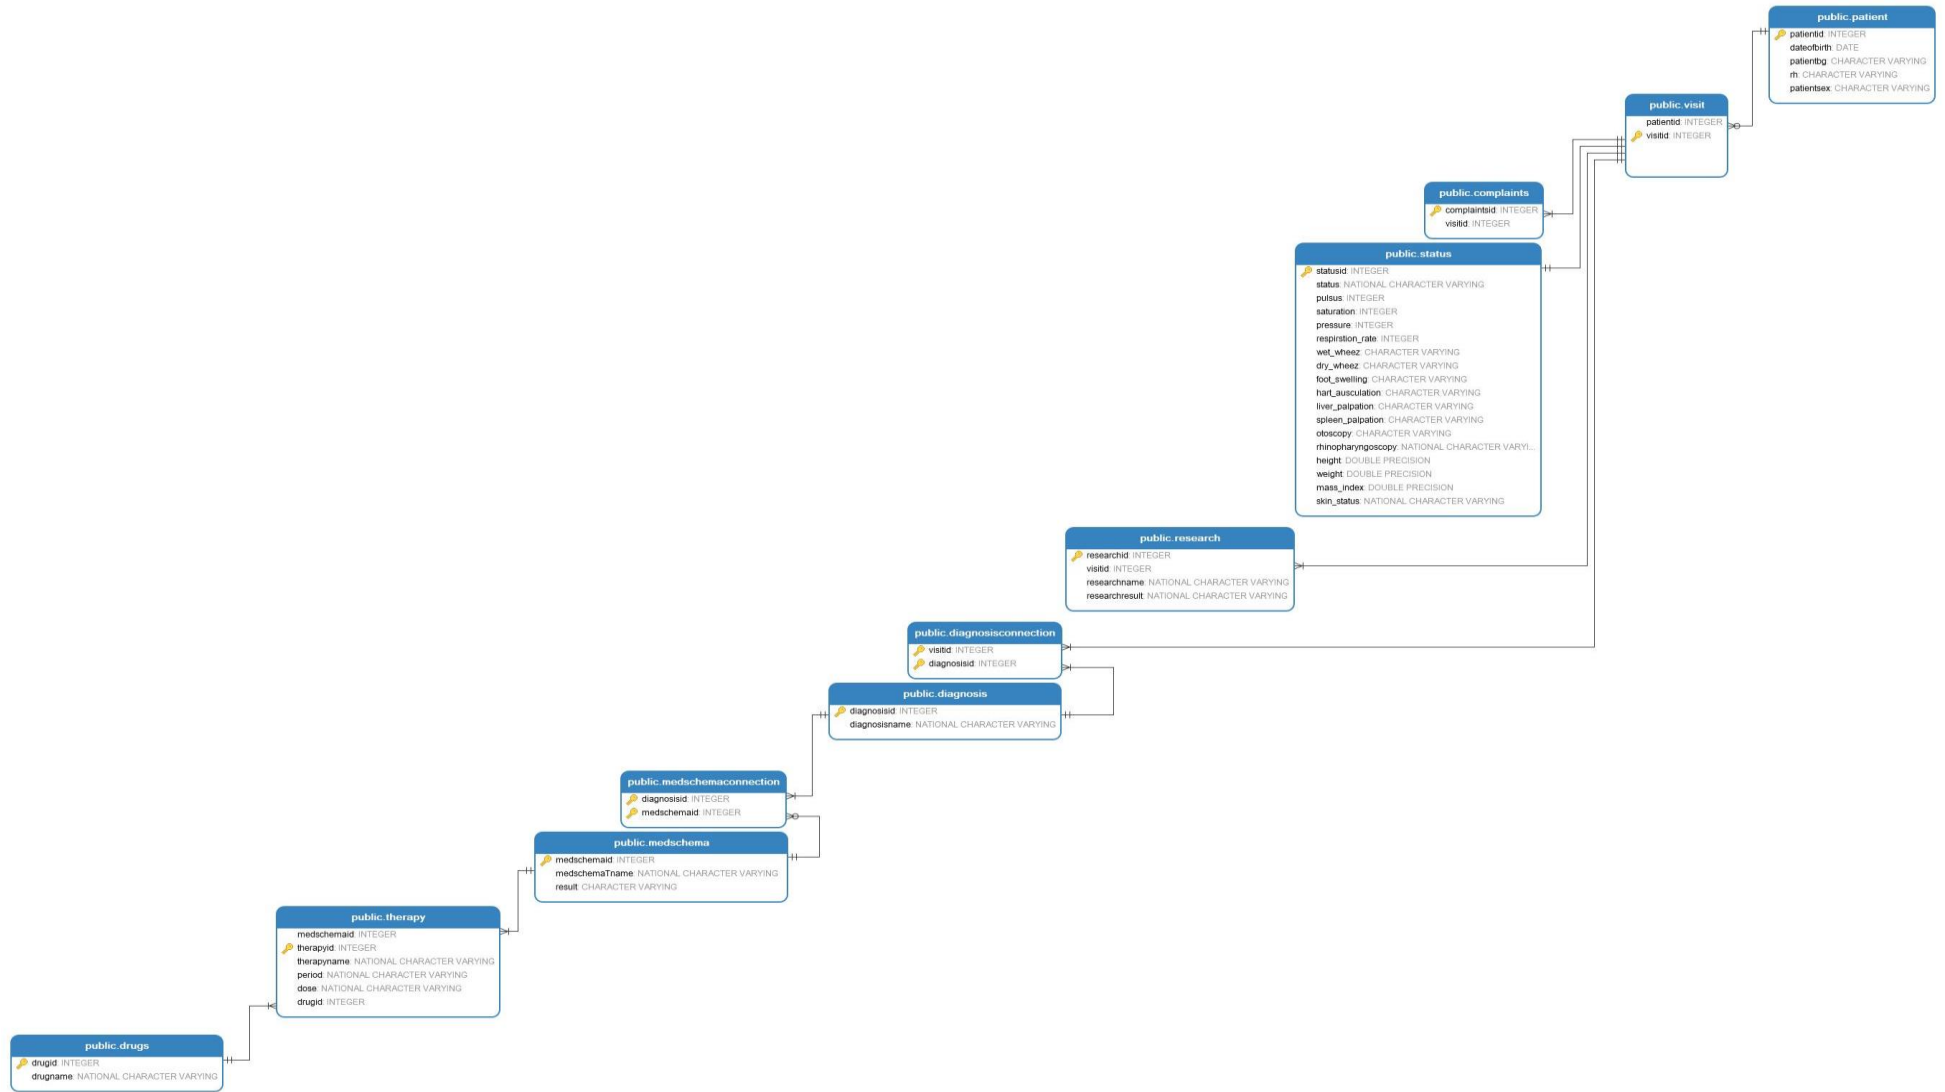 public.patient
patientid: INTEGER
dateofbirth: DATE
patientbg: CHARACTER VARYING
rh: CHARACTER VARYING
patientsex: CHARACTER VARYING
public.visit
patientid: INTEGER
visitid: INTEGER
public.complaints
complaintsid: INTEGER
visitid: INTEGER
public.status
statusid: INTEGER
status: NATIONAL CHARACTER VARYING
pulsus: INTEGER
saturation: INTEGER
pressure: INTEGER
respirstion_rate: INTEGER
wet_wheez: CHARACTER VARYING
dry_wheez: CHARACTER VARYING
foot_swelling: CHARACTER VARYING
hart_ausculation: CHARACTER VARYING
liver_palpation: CHARACTER VARYING
spleen_palpation: CHARACTER VARYING
otoscopy: CHARACTER VARYING
rhinopharyngoscopy: NATIONAL CHARACTER VARYI...
height: DOUBLE PRECISION
weight: DOUBLE PRECISION
mass_index: DOUBLE PRECISION
skin_status: NATIONAL CHARACTER VARYING
public.research
researchid: INTEGER
visitid: INTEGER
researchname: NATIONAL CHARACTER VARYING
researchresult: NATIONAL CHARACTER VARYING
public.diagnosisconnection
visitid: INTEGER
diagnosisid: INTEGER
public.diagnosis
diagnosisid: INTEGER
diagnosisname: NATIONAL CHARACTER VARYING
public.medschemaconnection
diagnosisid: INTEGER
medschemaid: INTEGER
public.medschema
medschemaid: INTEGER
medschemaTname: NATIONAL CHARACTER VARYING
result: CHARACTER VARYING
public.therapy
medschemaid: INTEGER
therapyid: INTEGER
therapyname: NATIONAL CHARACTER VARYING
period: NATIONAL CHARACTER VARYING
dose: NATIONAL CHARACTER VARYING
drugid: INTEGER
public.drugs
drugid: INTEGER
drugname: NATIONAL CHARACTER VARYING